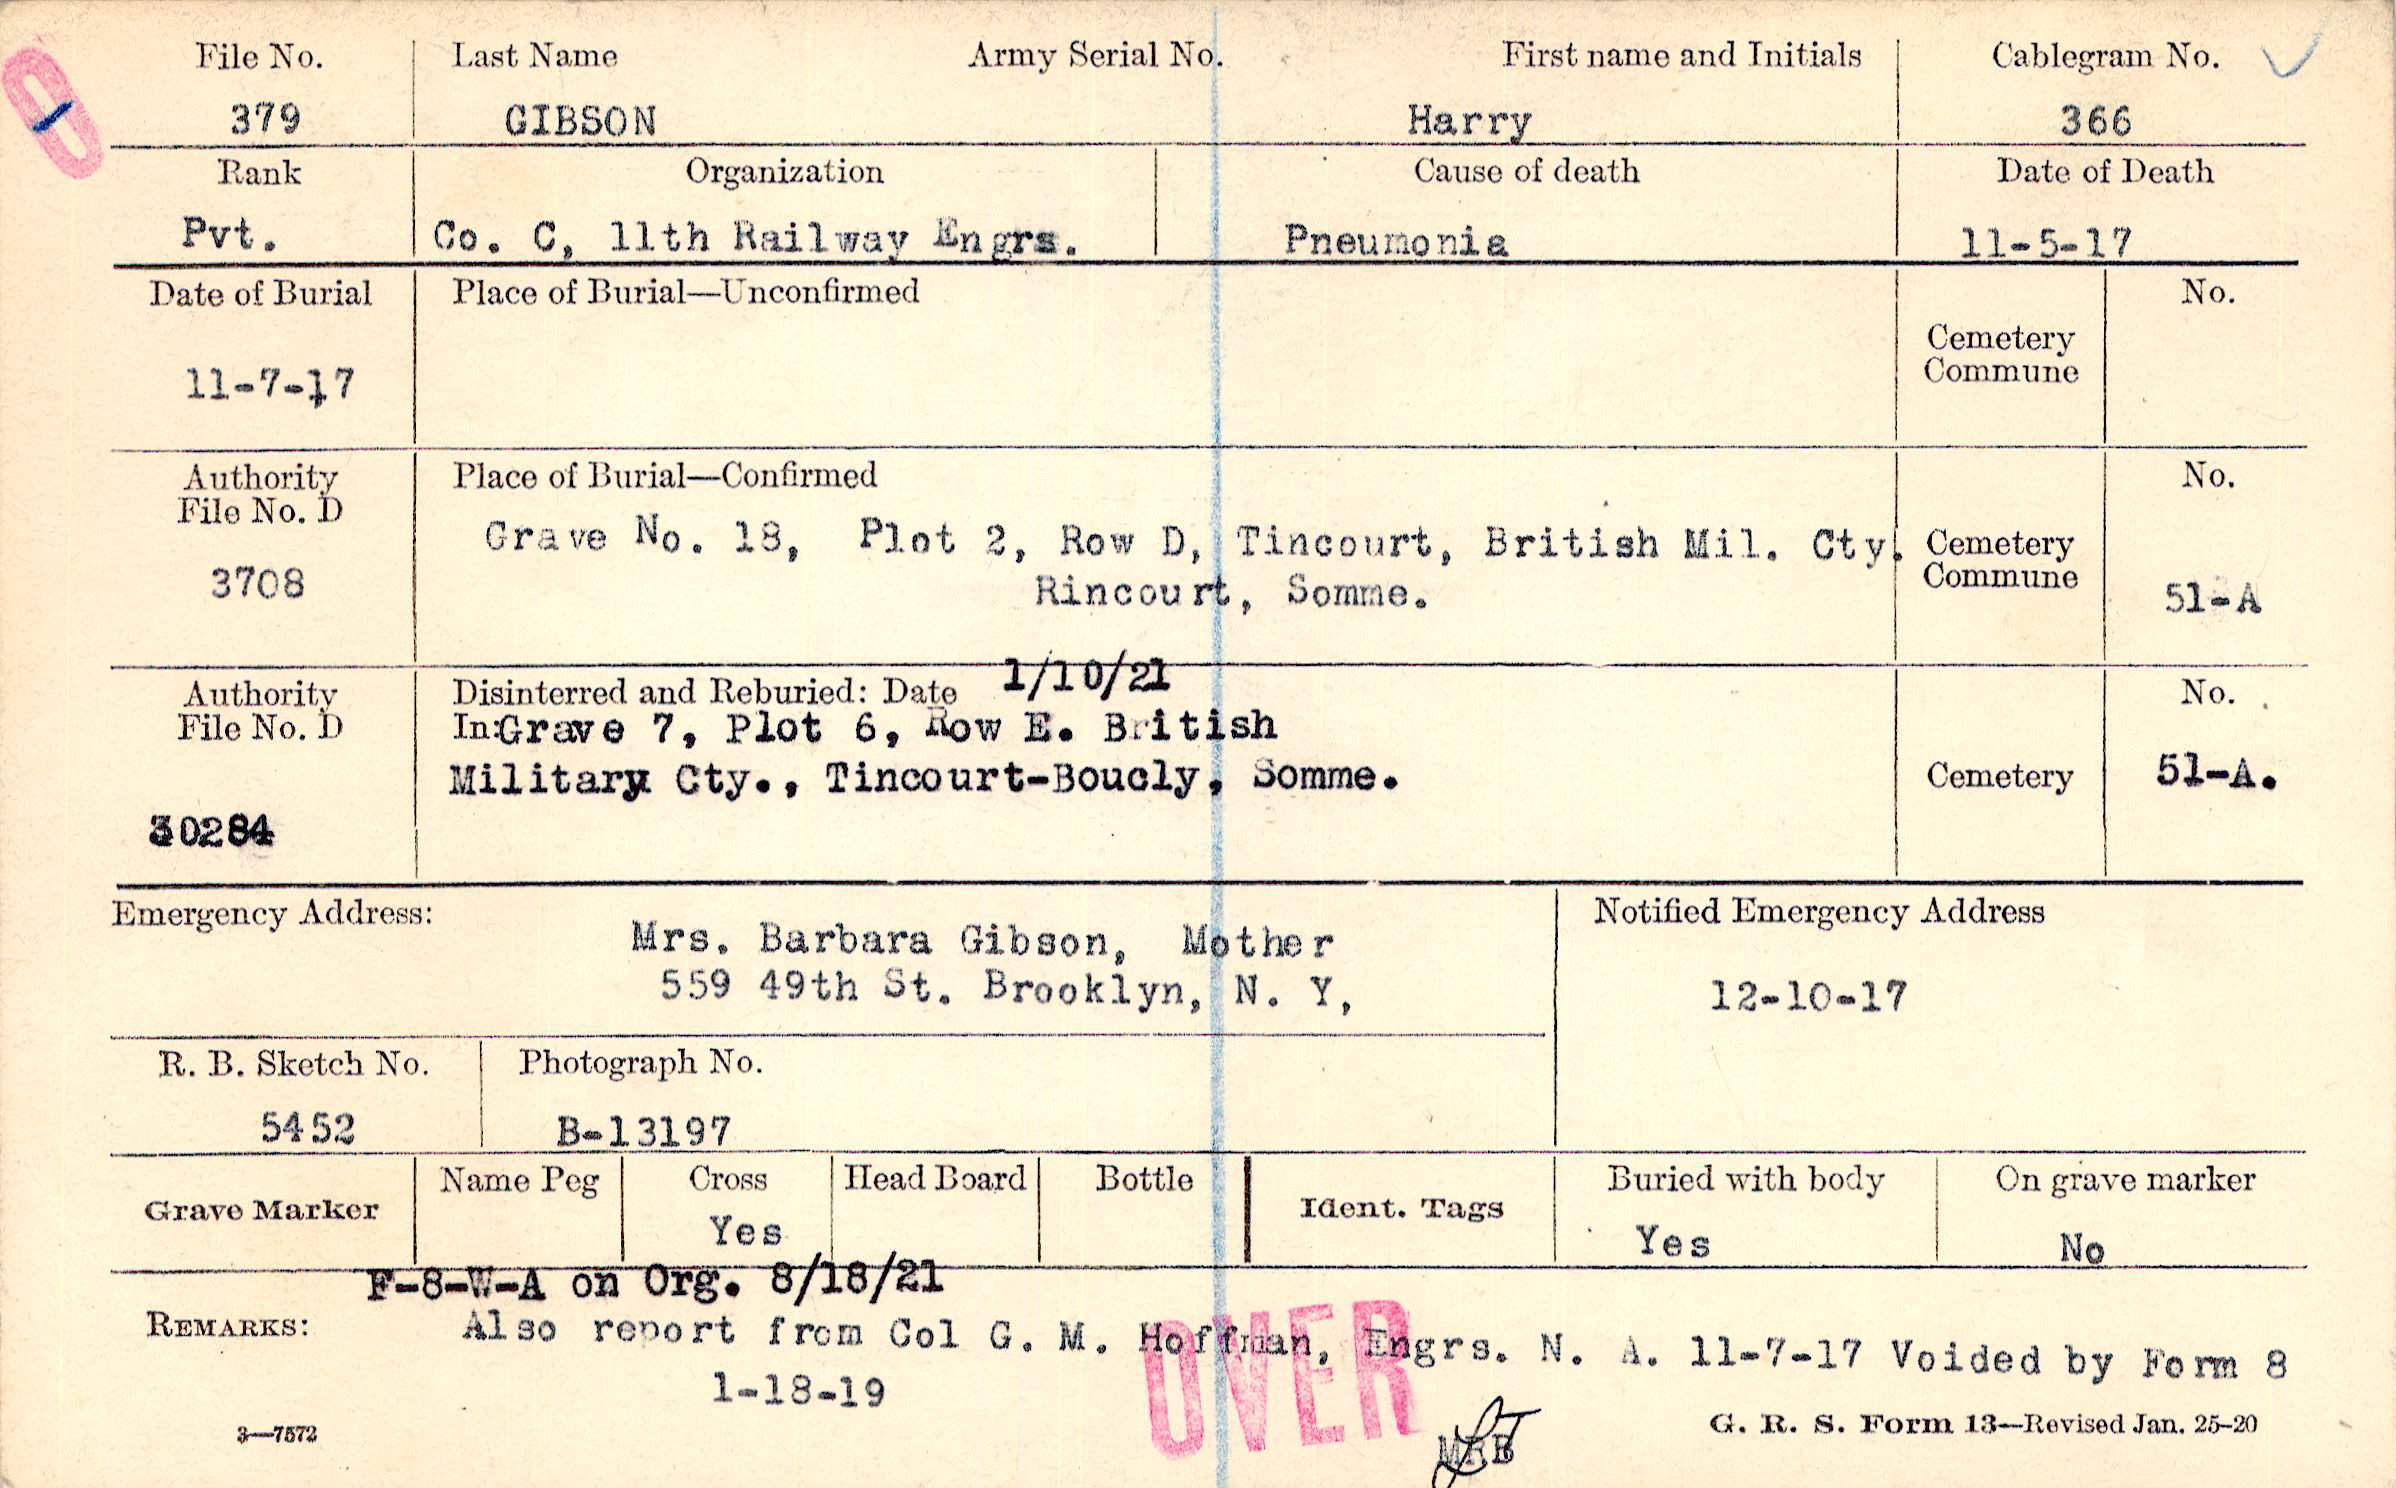 File No. Last Name Army Serial No. First name and Initials Cablegram No.
379 GIBSON Harry 366
Rank Organization Cause of death Date of Death
Pvt. Co. C, 11th Railway Engrs. Pneumonia 11-5-17
Date of Burial Place of Burial—Unconfirmed No.
Cemetery
Commune
11-7-17
Authority Place of Burial—Confirmed No.
File No. D
Grave No. 18, Plot 2, Row D, Tincourt, British Mil. Cty. Cemetery
Commune
3708 Rincourt, Somme. 51-A
Authority Disinterred and Reburied: Date 1/10/21 No.
File No. D In: Grave 7, Plot 6, Row E. British
Military Cty., Tincourt-Boucly, Somme. Cemetery 51-A.
30284
Emergency Address: Notified Emergency Address
Mrs. Barbara Gibson, Mother
559 49th St. Brooklyn, N. Y, 12-10-17
R. B. Sketch No. Photograph No.
5452 B-13197
Grave Marker Name Peg Cross Head Board Bottle Ident. Tags Buried with body On grave marker
Yes Yes No
F-8-W-A on Org. 8/18/21
REMARKS: Also report from Col G. M. Hoffman, Engrs. N. A. 11-7-17 Voided by Form 8
1-18-19
OVER
3—7572 MRB G. R. S. Form 13—Revised Jan. 25-20